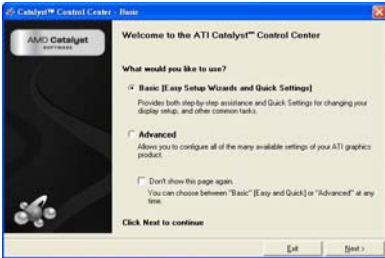 Catalyst™ Control Center - Basic
AMD Catalyst
SOFTWARE
Welcome to the ATI Catalyst™ Control Center
What would you like to use?
Basic [Easy Setup Wizards and Quick Settings]
Provides both step-by-step assistance and Quick Settings for changing your
display setup, and other common tasks.
Advanced
Allows you to configure all of the many available settings of your ATI graphics
product.
Don't show this page again.
You can choose between "Basic" [Easy and Quick] or "Advanced" at any
time.
Click Next to continue
Exit
Next >